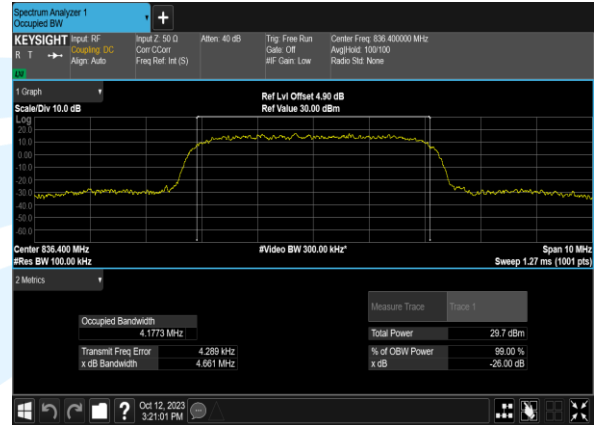 Spectrum Analyzer 1
Occupied BW
+
KEYSIGHT Input: RF Input Z: 50 Ω Atten: 40 dB Trig: Free Run Center Freq: 836.400000 MHz
R T Coupling: DC Corr CCorr Gate: Off Avg|Hold: 100/100
Align: Auto Freq Ref: Int (S) #IF Gain: Low Radio Std: None
LV
1 Graph
Ref Lvl Offset 4.90 dB
Scale/Div 10.0 dB Ref Value 30.00 dBm
Log
20.0
10.0
0.00
-10.0
-20.0
-30.0
-40.0
-50.0
-60.0
Center 836.400 MHz #Video BW 300.00 kHz* Span 10 MHz
#Res BW 100.00 kHz Sweep 1.27 ms (1001 pts)
2 Metrics
Measure Trace Trace 1
Occupied Bandwidth
4.1773 MHz Total Power 29.7 dBm
Transmit Freq Error 4.289 kHz % of OBW Power 99.00 %
x dB Bandwidth 4.661 MHz x dB -26.00 dB
? Oct 12, 2023
3:21:01 PM